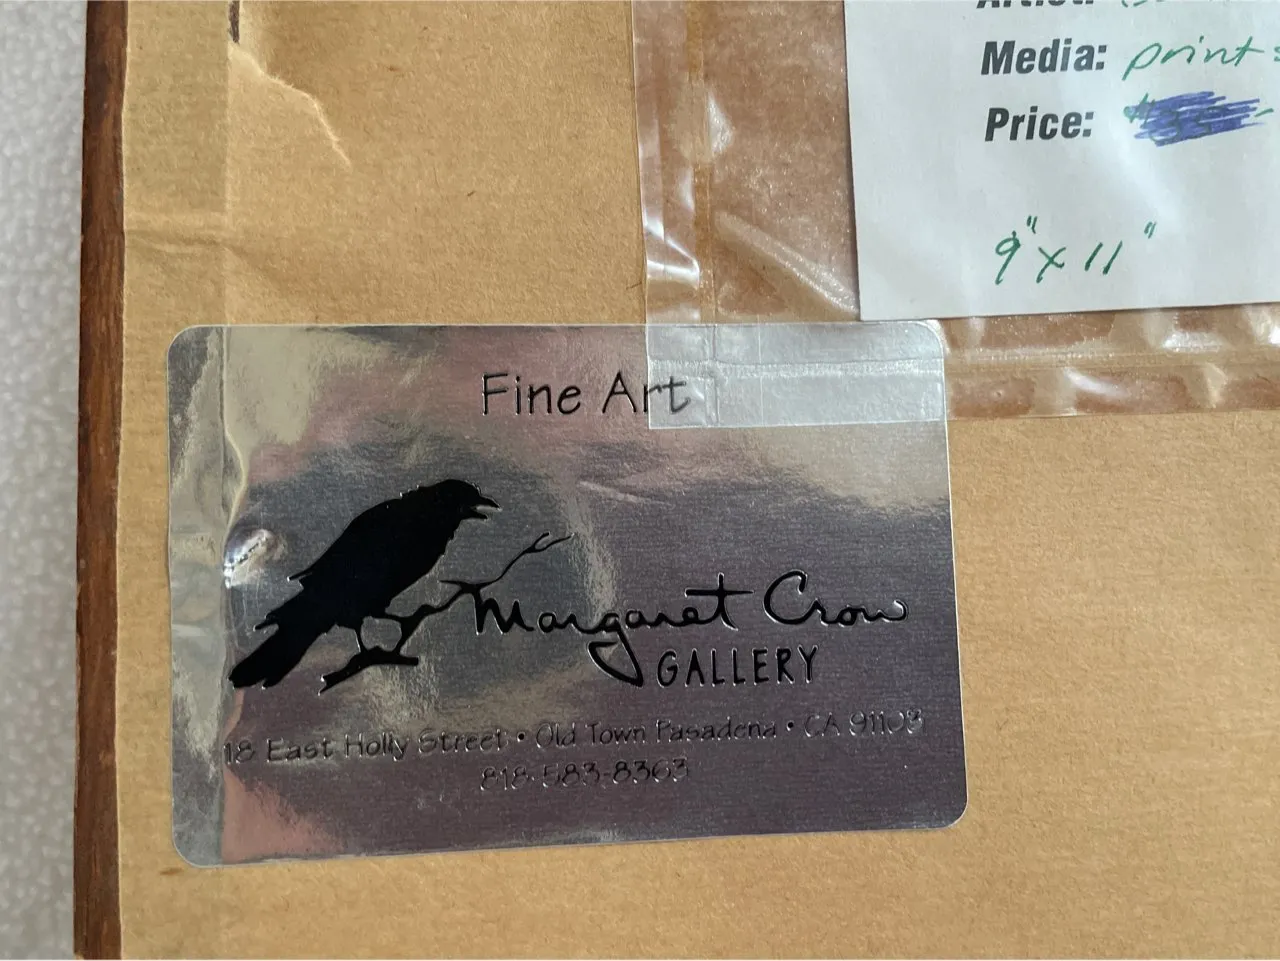 Artist:
Media: print
Price:
9" x 11"
Fine Art
Margaret Crow
GALLERY
18 East Holly Street • Old Town Pasadena • CA 91103
818-583-8363